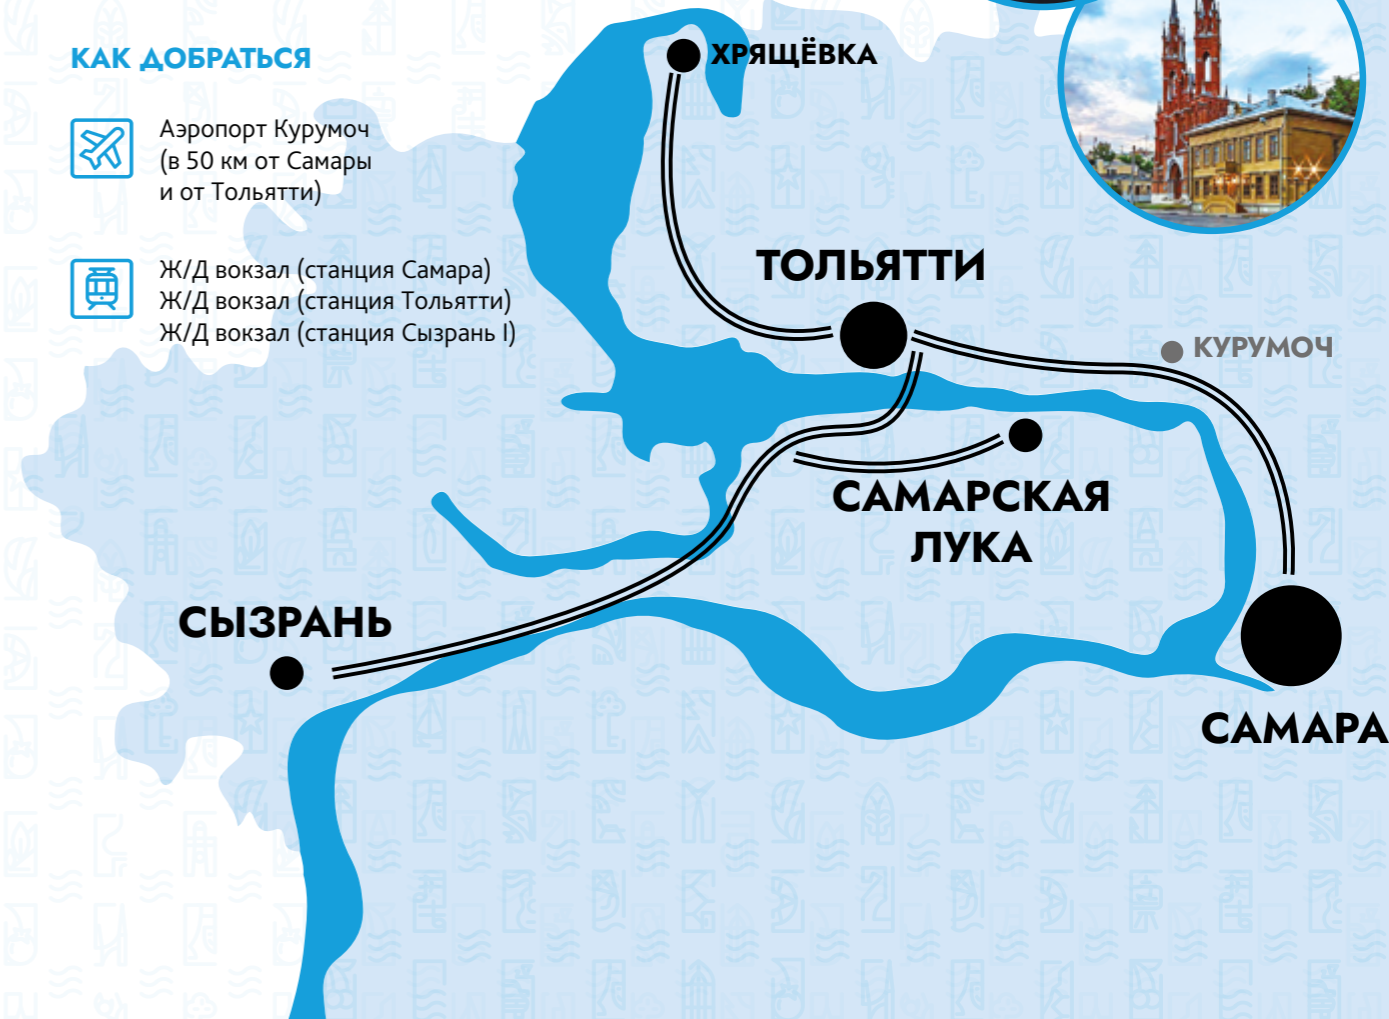 КАК ДОБРАТЬСЯ
Аэропорт Курумоч
(в 50 км от Самары
и от Тольятти)
Ж/Д вокзал (станция Самара)
Ж/Д вокзал (станция Тольятти)
Ж/Д вокзал (станция Сызрань I)
ХРЯЩЁВКА
ТОЛЬЯТТИ
КУРУМОЧ
САМАРСКАЯ
ЛУКА
СЫЗРАНЬ
САМАРА